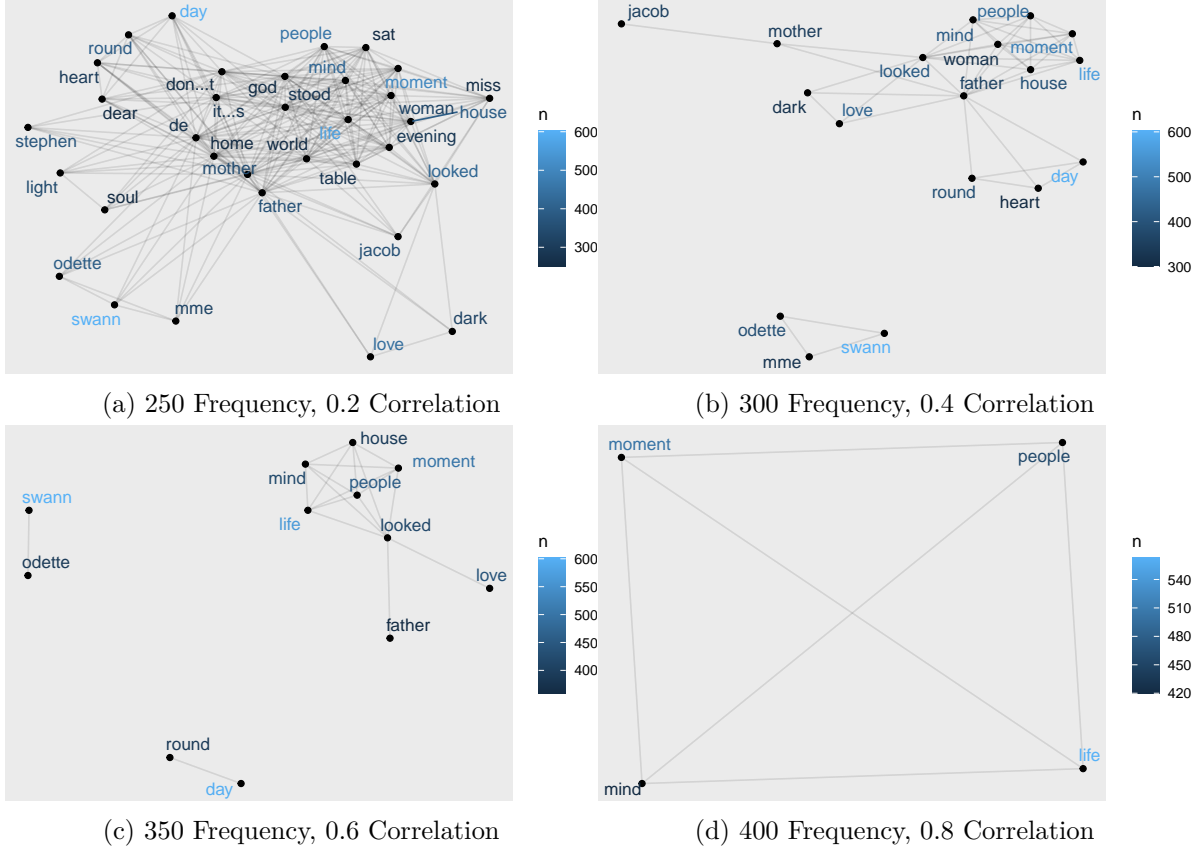 day
round
people
sat
heart
don...t
god
mind
moment
miss
dear
it...s
stood
woman
house
stephen
de
home
world
life
evening
light
mother
table
looked
soul
father
jacob
odette
swann
mme
dark
love
n
600
500
400
300
(a) 250 Frequency, 0.2 Correlation
jacob
people
mother
mind
moment
woman
looked
life
house
father
dark
love
day
round
heart
odette
swann
mme
n
600
500
400
300
(b) 300 Frequency, 0.4 Correlation
house
mind
moment
people
swann
life
looked
odette
love
father
round
day
n
600
550
500
450
400
(c) 350 Frequency, 0.6 Correlation
moment
people
life
mind
n
540
510
480
450
420
(d) 400 Frequency, 0.8 Correlation